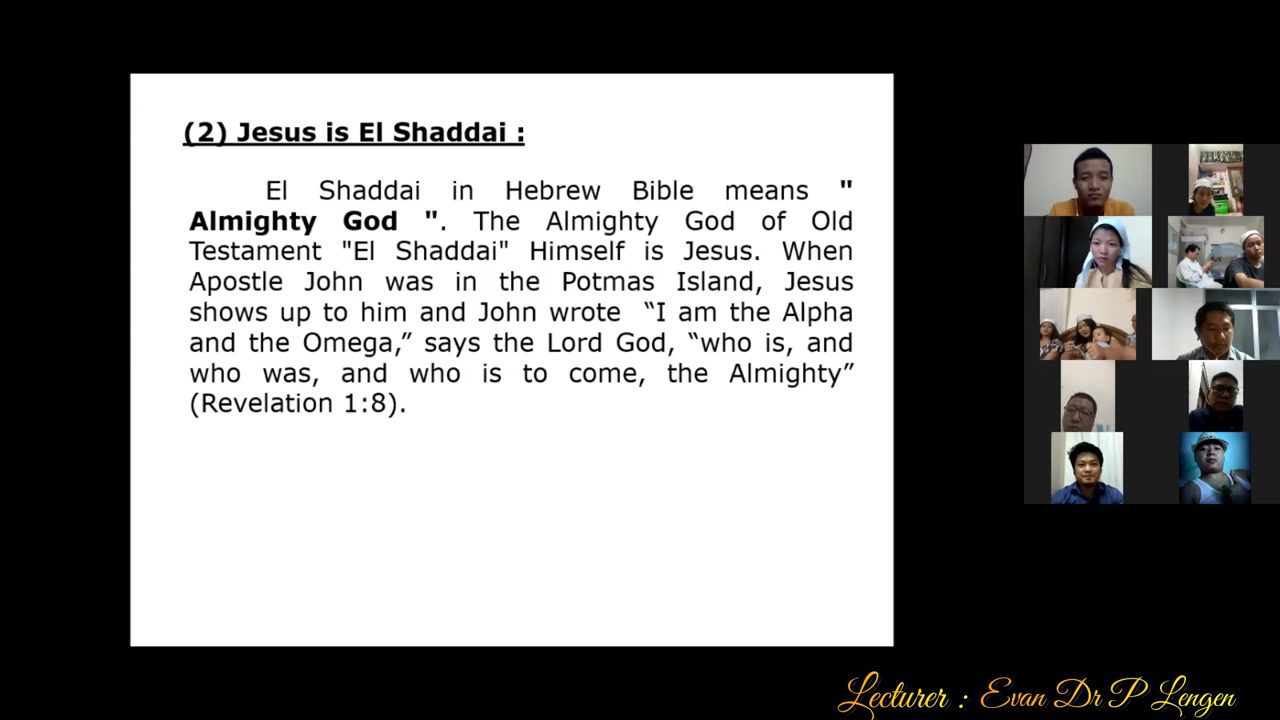 (2) Jesus is El Shaddai :
El Shaddai in Hebrew Bible means "
Almighty God ". The Almighty God of Old
Testament "El Shaddai" Himself is Jesus. When
Apostle John was in the Potmas Island, Jesus
shows up to him and John wrote “I am the Alpha
and the Omega,” says the Lord God, “who is, and
who was, and who is to come, the Almighty”
(Revelation 1:8).
Lecturer : Evan Dr P Lengen